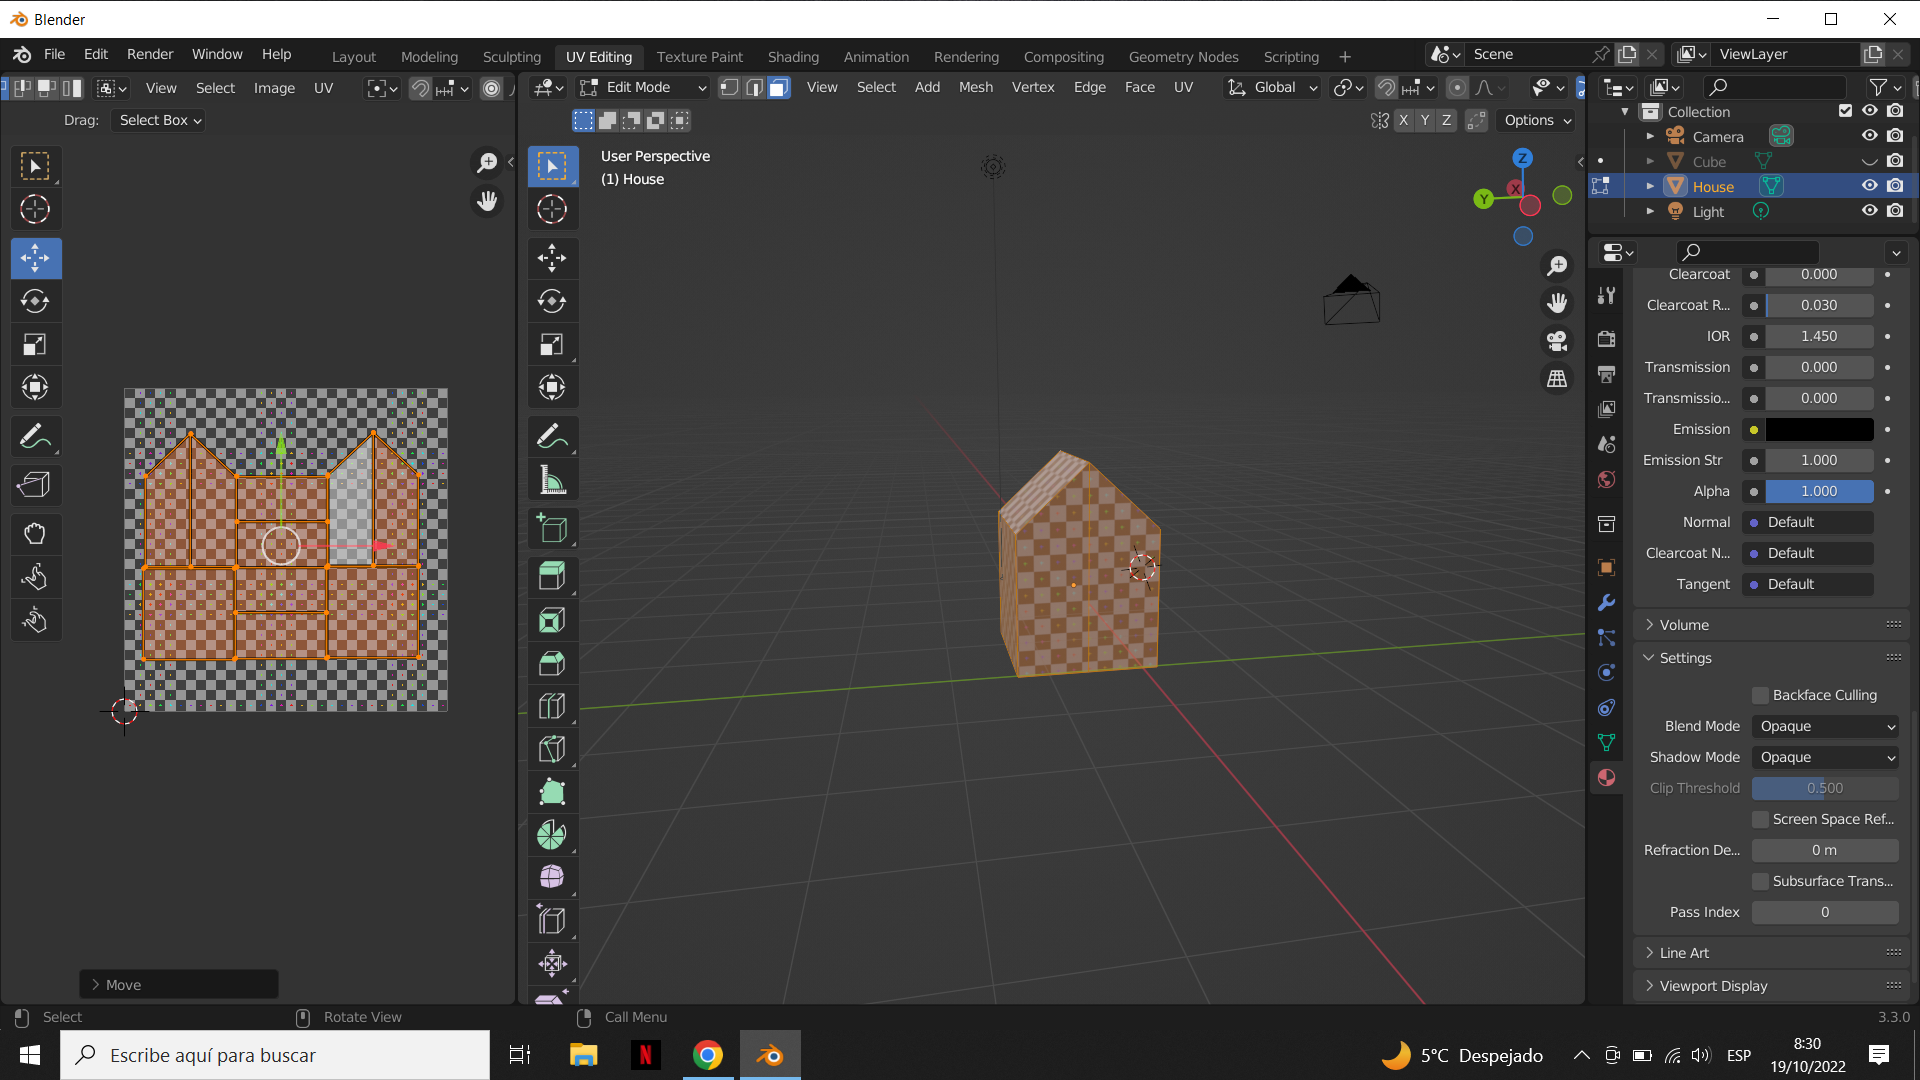 Blender
File Edit Render Window Help Layout Modeling Sculpting UV Editing Texture Paint Shading Animation Rendering Compositing Geometry Nodes Scripting + Scene ViewLayer
View Select Image UV Edit Mode View Select Add Mesh Vertex Edge Face UV Global
Drag: Select Box
X Y Z Options
User Perspective
(1) House
Z
X
Y
Collection
Camera
Cube
House
Light
Clearcoat 0.000
Clearcoat R... 0.030
IOR 1.450
Transmission 0.000
Transmissio... 0.000
Emission
Emission Str 1.000
Alpha 1.000
Normal Default
Clearcoat N... Default
Tangent Default
Volume
Settings
Backface Culling
Blend Mode Opaque
Shadow Mode Opaque
Clip Threshold 0.500
Screen Space Ref...
Refraction De... 0 m
Subsurface Trans...
Pass Index 0
Line Art
Viewport Display
Move
Select Rotate View Call Menu 3.3.0
Escribe aquí para buscar
N
5°C Despejado
ESP
8:30
19/10/2022